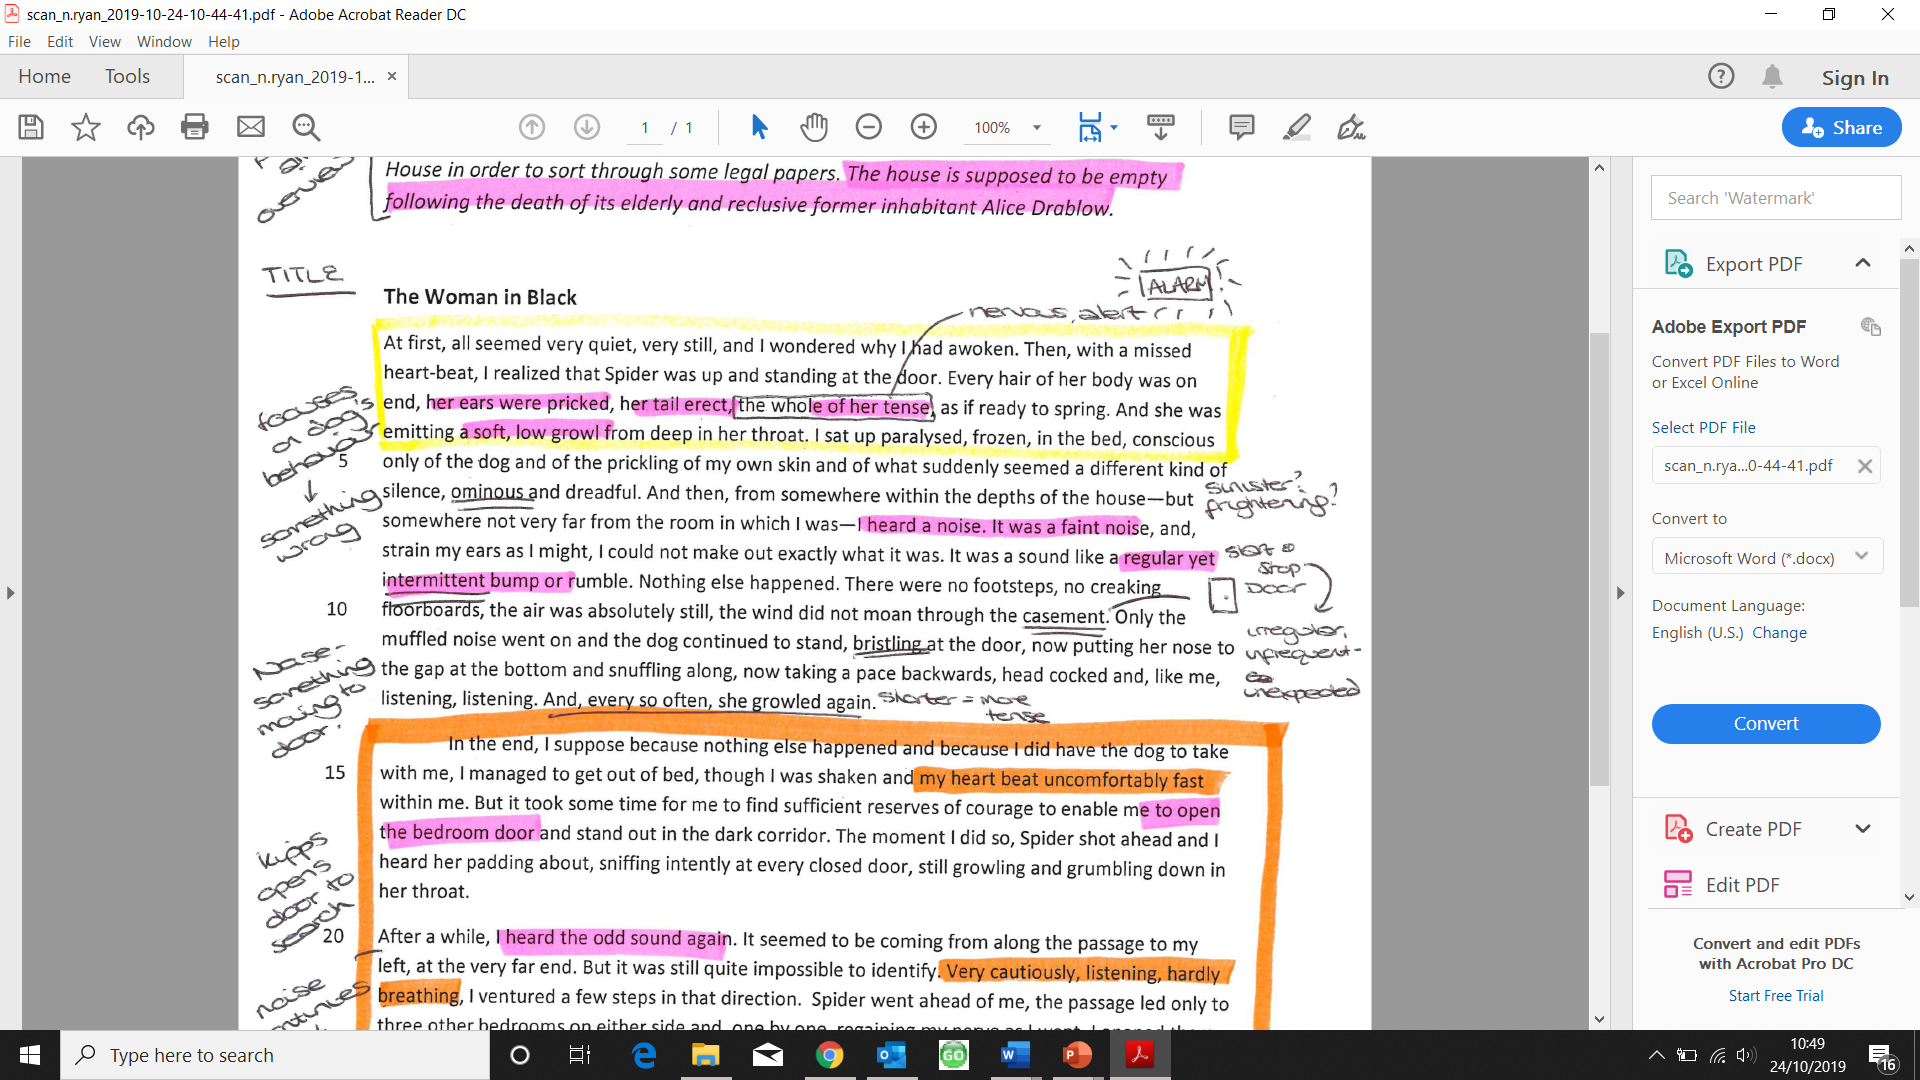 scan_n.ryan_2019-10-24-10-44-41.pdf - Adobe Acrobat Reader DC
File Edit View Window Help
Home Tools scan_n.ryan_2019-1... × Sign In
1 / 1 100% Share
House in order to sort through some legal papers. The house is supposed to be empty
following the death of its elderly and reclusive former inhabitant Alice Drablow.
overview
TITLE
The Woman in Black
ALARM!
nervous, alert
At first, all seemed very quiet, very still, and I wondered why I had awoken. Then, with a missed
heart-beat, I realized that Spider was up and standing at the door. Every hair of her body was on
end, her ears were pricked, her tail erect, the whole of her tense, as if ready to spring. And she was
emitting a soft, low growl from deep in her throat. I sat up paralysed, frozen, in the bed, conscious
5 only of the dog and of the prickling of my own skin and of what suddenly seemed a different kind of
silence, ominous and dreadful. And then, from somewhere within the depths of the house—but
somewhere not very far from the room in which I was—I heard a noise. It was a faint noise, and,
strain my ears as I might, I could not make out exactly what it was. It was a sound like a regular yet
intermittent bump or rumble. Nothing else happened. There were no footsteps, no creaking
10 floorboards, the air was absolutely still, the wind did not moan through the casement. Only the
muffled noise went on and the dog continued to stand, bristling at the door, now putting her nose to
the gap at the bottom and snuffling along, now taking a pace backwards, head cocked and, like me,
listening, listening. And, every so often, she growled again.
focuses
on dog's
behaviour
something
wrong
sinister?
frightening?
start
stop
DOOR
irregular,
infrequent-
unexpected
shorter = more
tense
Noise-
something
moving to
door.
In the end, I suppose because nothing else happened and because I did have the dog to take
15 with me, I managed to get out of bed, though I was shaken and my heart beat uncomfortably fast
within me. But it took some time for me to find sufficient reserves of courage to enable me to open
the bedroom door and stand out in the dark corridor. The moment I did so, Spider shot ahead and I
heard her padding about, sniffing intently at every closed door, still growling and grumbling down in
her throat.
Kipps
opens
door to
search
20 After a while, I heard the odd sound again. It seemed to be coming from along the passage to my
left, at the very far end. But it was still quite impossible to identify. Very cautiously, listening, hardly
breathing, I ventured a few steps in that direction. Spider went ahead of me, the passage led only to
three other bedrooms on either side and, one by one, regaining my nerve as I went, I opened
noise
continues
Search 'Watermark'
Export PDF
Adobe Export PDF
Convert PDF Files to Word
or Excel Online
Select PDF File
scan_n.rya...0-44-41.pdf
Convert to
Microsoft Word (*.docx)
Document Language:
English (U.S.) Change
Convert
Create PDF
Edit PDF
Convert and edit PDFs
with Acrobat Pro DC
Start Free Trial
Type here to search
GO
10:49
24/10/2019
16